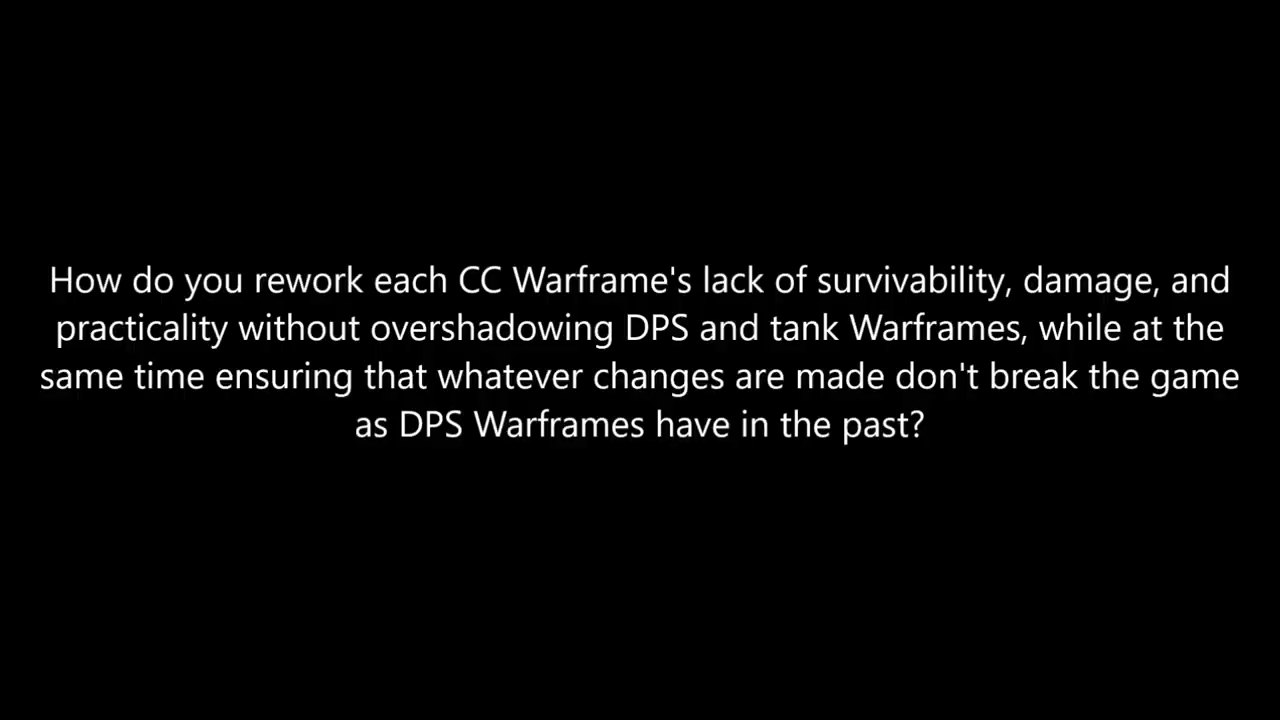 How do you rework each CC Warframe's lack of survivability, damage, and
practicality without overshadowing DPS and tank Warframes, while at the
same time ensuring that whatever changes are made don't break the game
as DPS Warframes have in the past?